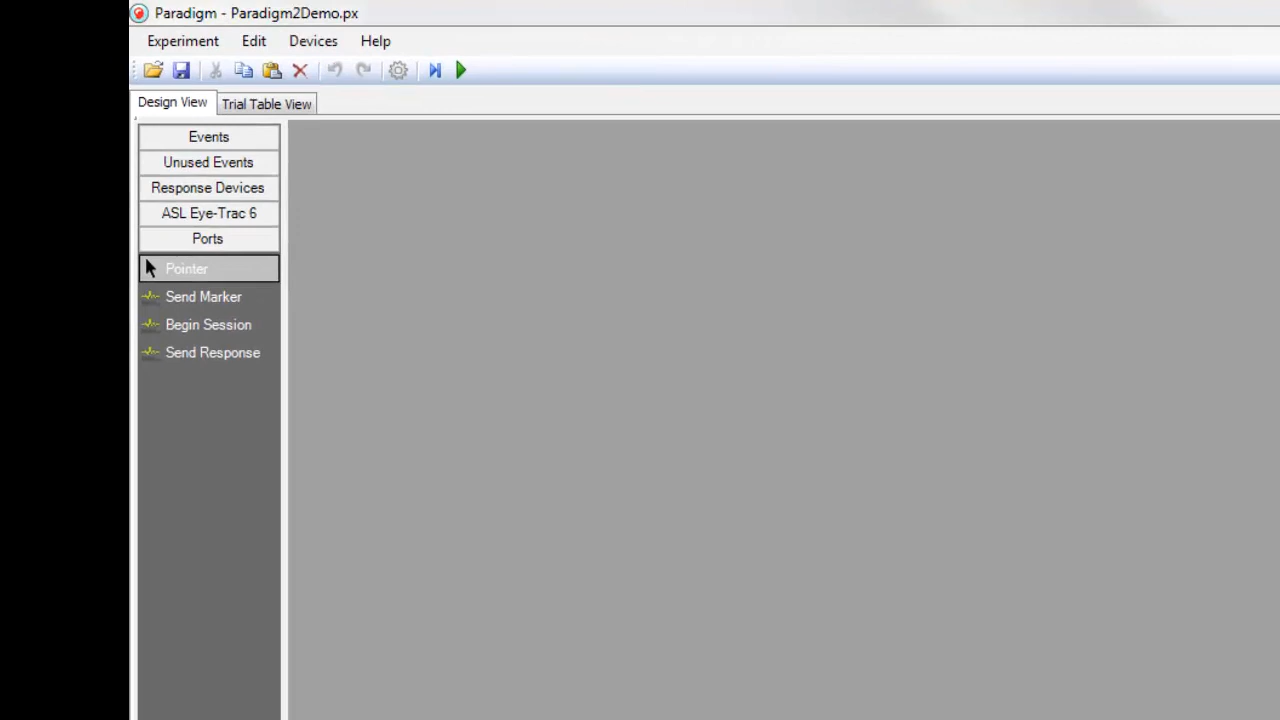 Paradigm - Paradigm2Demo.px
Experiment Edit Devices Help
Design View Trial Table View
Events
Unused Events
Response Devices
ASL Eye-Trac 6
Ports
Pointer
Send Marker
Begin Session
Send Response